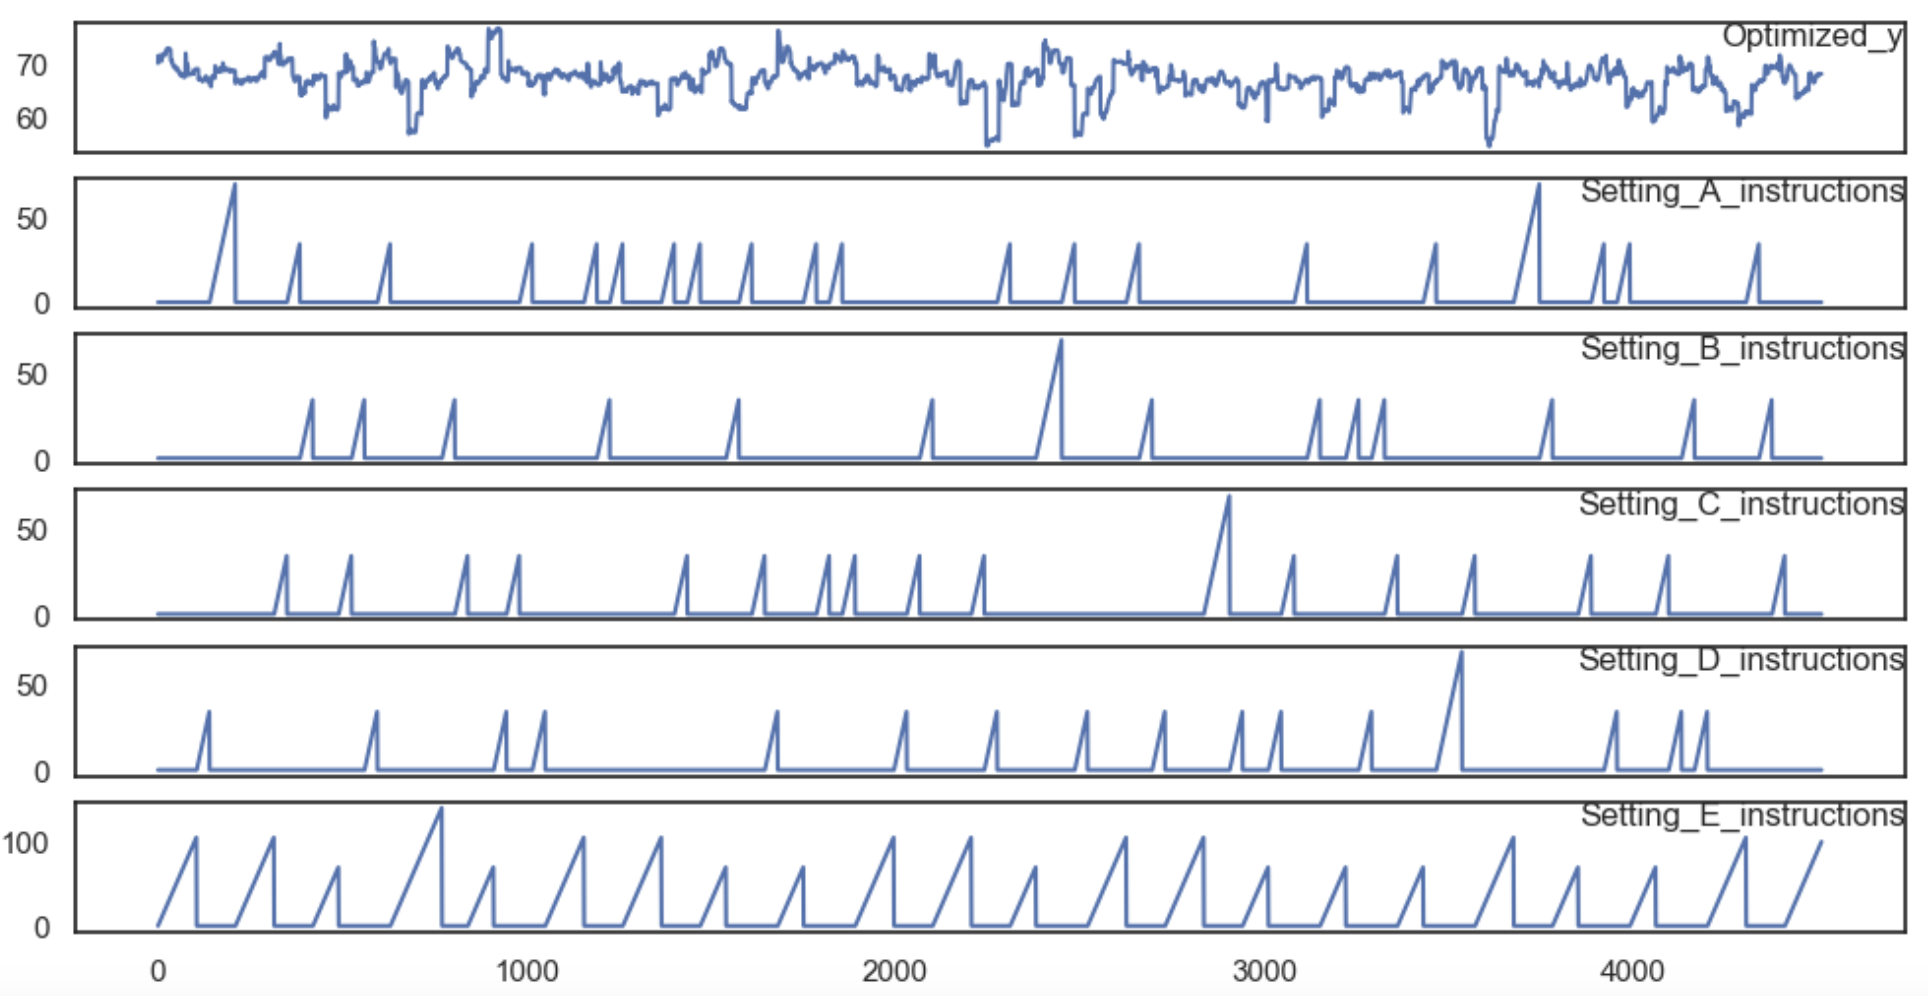 Optimized_y
70
60
Setting_A_instructions
50
0
Setting_B_instructions
50
0
Setting_C_instructions
50
0
Setting_D_instructions
50
0
Setting_E_instructions
100
0
0 1000 2000 3000 4000